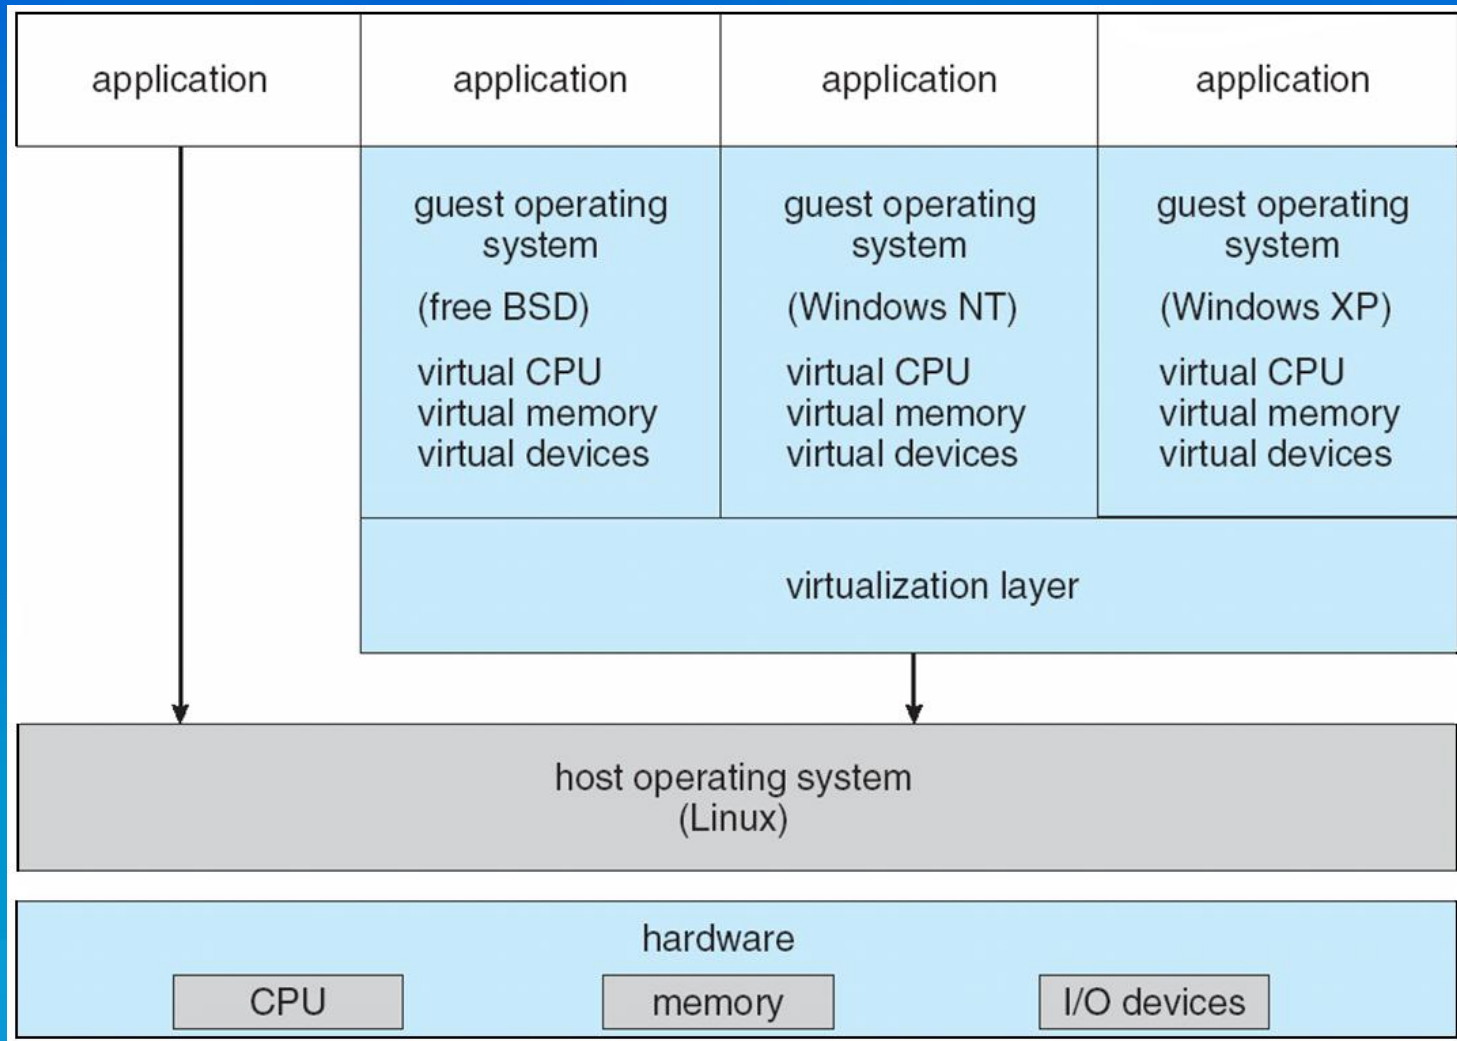 application
application
application
application
guest operating
system
(free BSD)
virtual CPU
virtual memory
virtual devices
guest operating
system
(Windows NT)
virtual CPU
virtual memory
virtual devices
guest operating
system
(Windows XP)
virtual CPU
virtual memory
virtual devices
virtualization layer
host operating system
(Linux)
hardware
CPU
memory
I/O devices